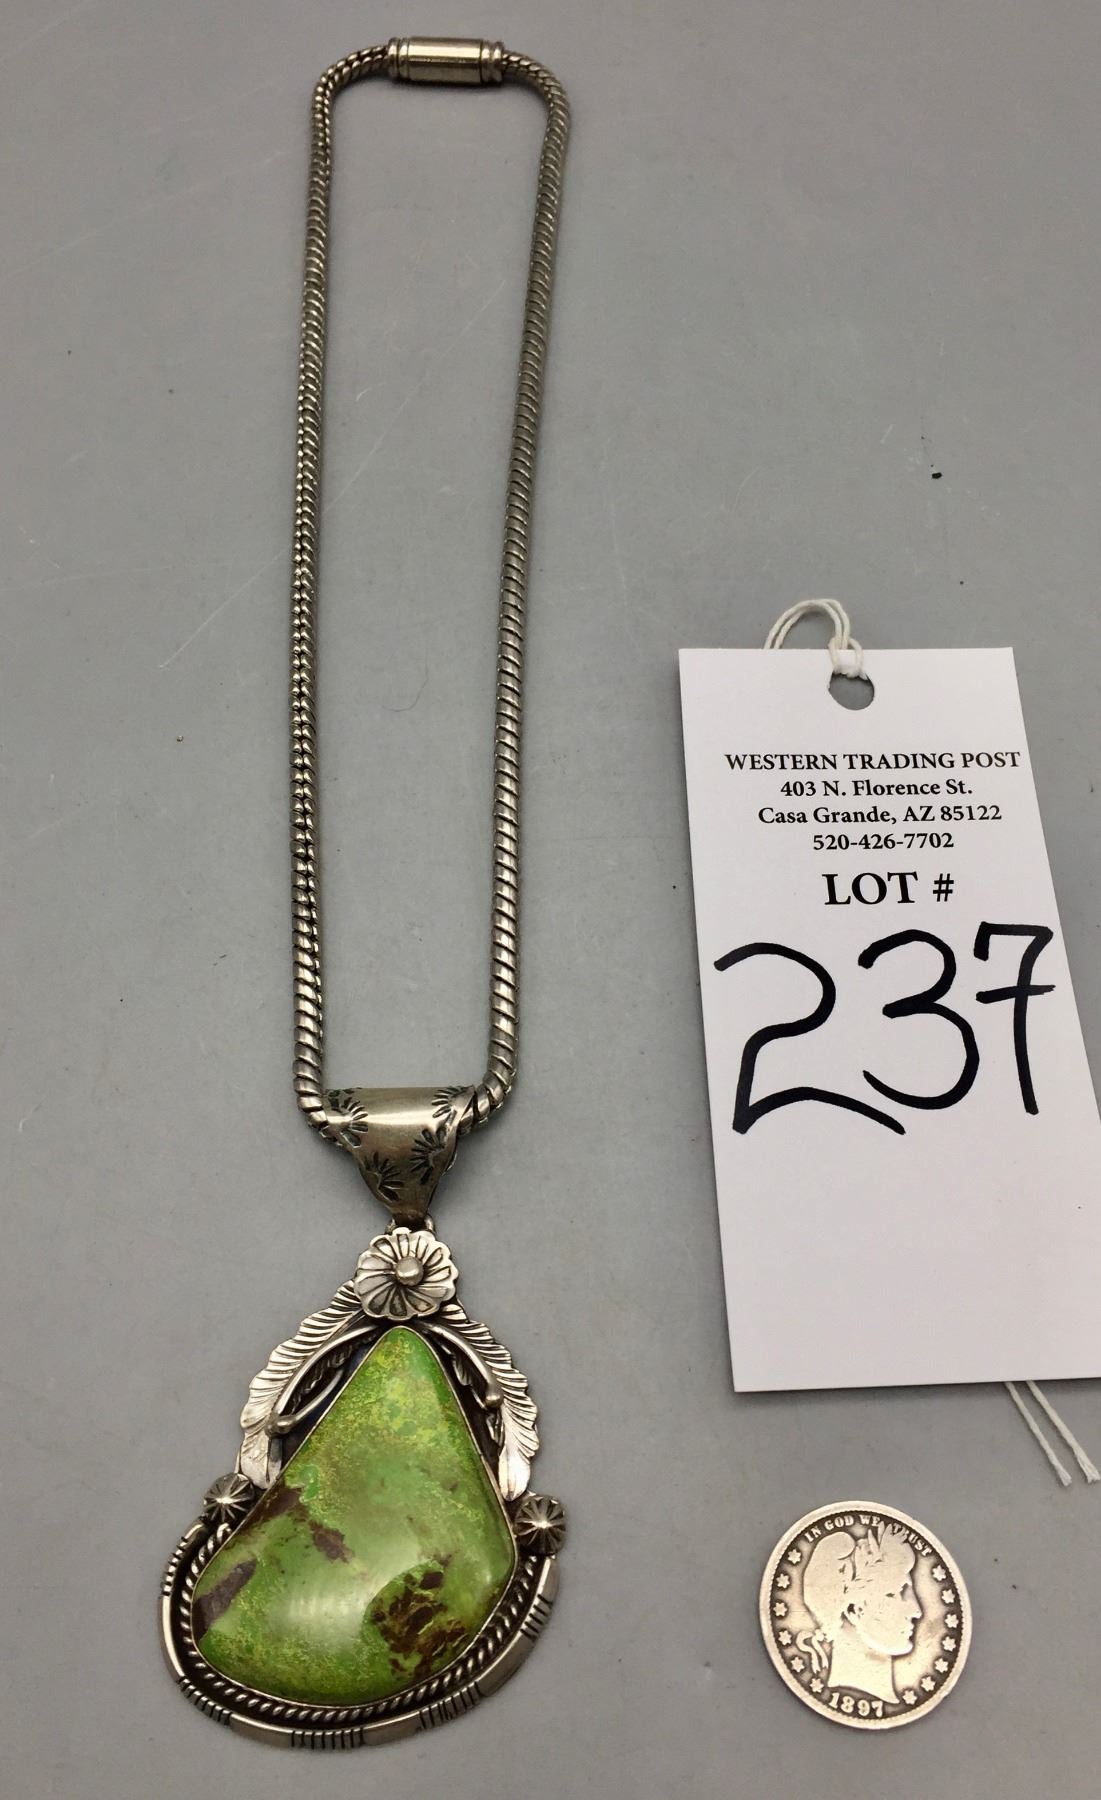 WESTERN TRADING POST
403 N. Florence St.
Casa Grande, AZ 85122
520-426-7702
LOT #
237
IN GOD WE TRUST
1897